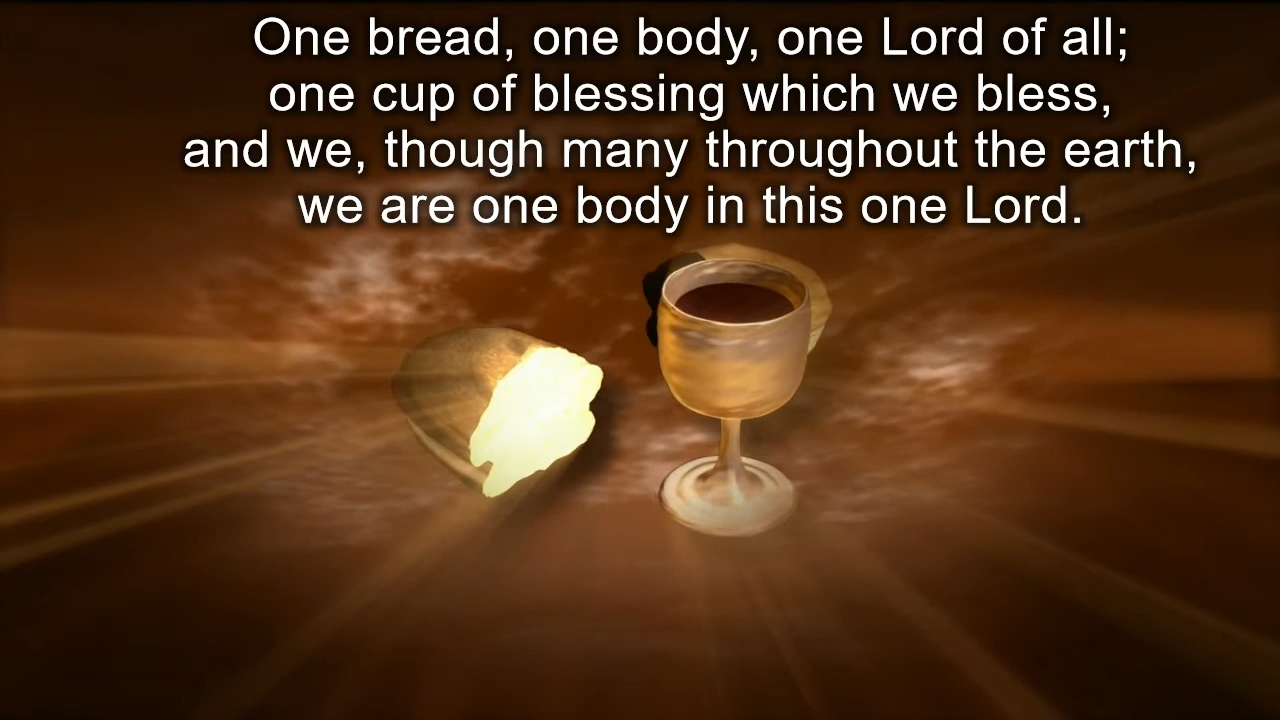 One bread, one body, one Lord of all;
one cup of blessing which we bless,
and we, though many throughout the earth,
we are one body in this one Lord.